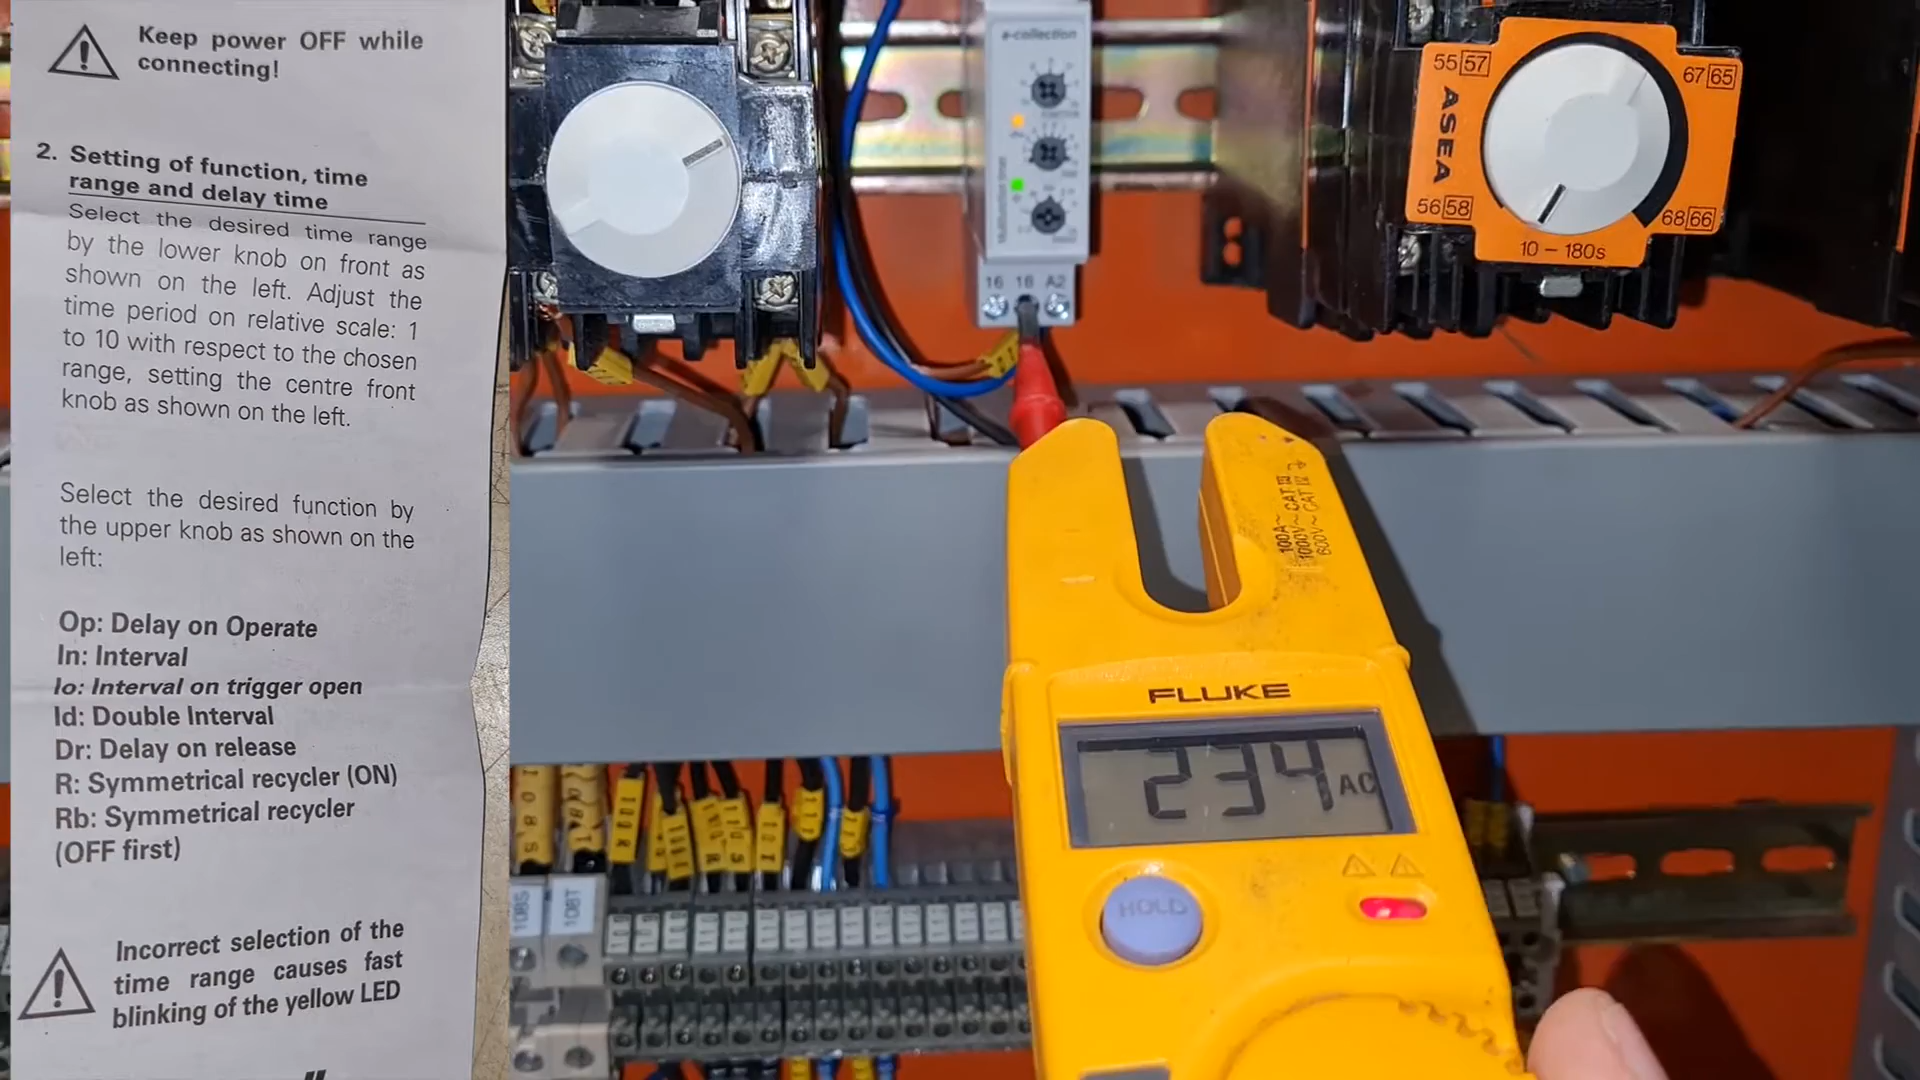 Keep power OFF while
connecting!
2. Setting of function, time
range and delay time
Select the desired time range
by the lower knob on front as
shown on the left. Adjust the
time period on relative scale: 1
to 10 with respect to the chosen
range, setting the centre front
knob as shown on the left.
Select the desired function by
the upper knob as shown on the
left:
Op: Delay on Operate
In: Interval
Io: Interval on trigger open
Id: Double Interval
Dr: Delay on release
R: Symmetrical recycler (ON)
Rb: Symmetrical recycler
(OFF first)
Incorrect selection of the
time range causes fast
blinking of the yellow LED
e-collection
Multifunction timer
16 18 A2
55 57
67 65
ASEA
56 58
68 66
10 – 180s
100A~
1000V~ CAT III
600V~ CAT IV
FLUKE
234 AC
HOLD
108S
108T